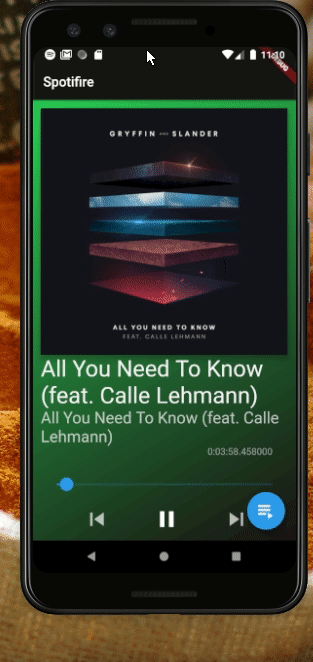 11:10
Spotifire
GRYFFIN AND SLANDER
ALL YOU NEED TO KNOW
FEAT. CALLE LEHMANN
All You Need To Know
(feat. Calle Lehmann)
All You Need To Know (feat. Calle
Lehmann)
0:03:58.458000